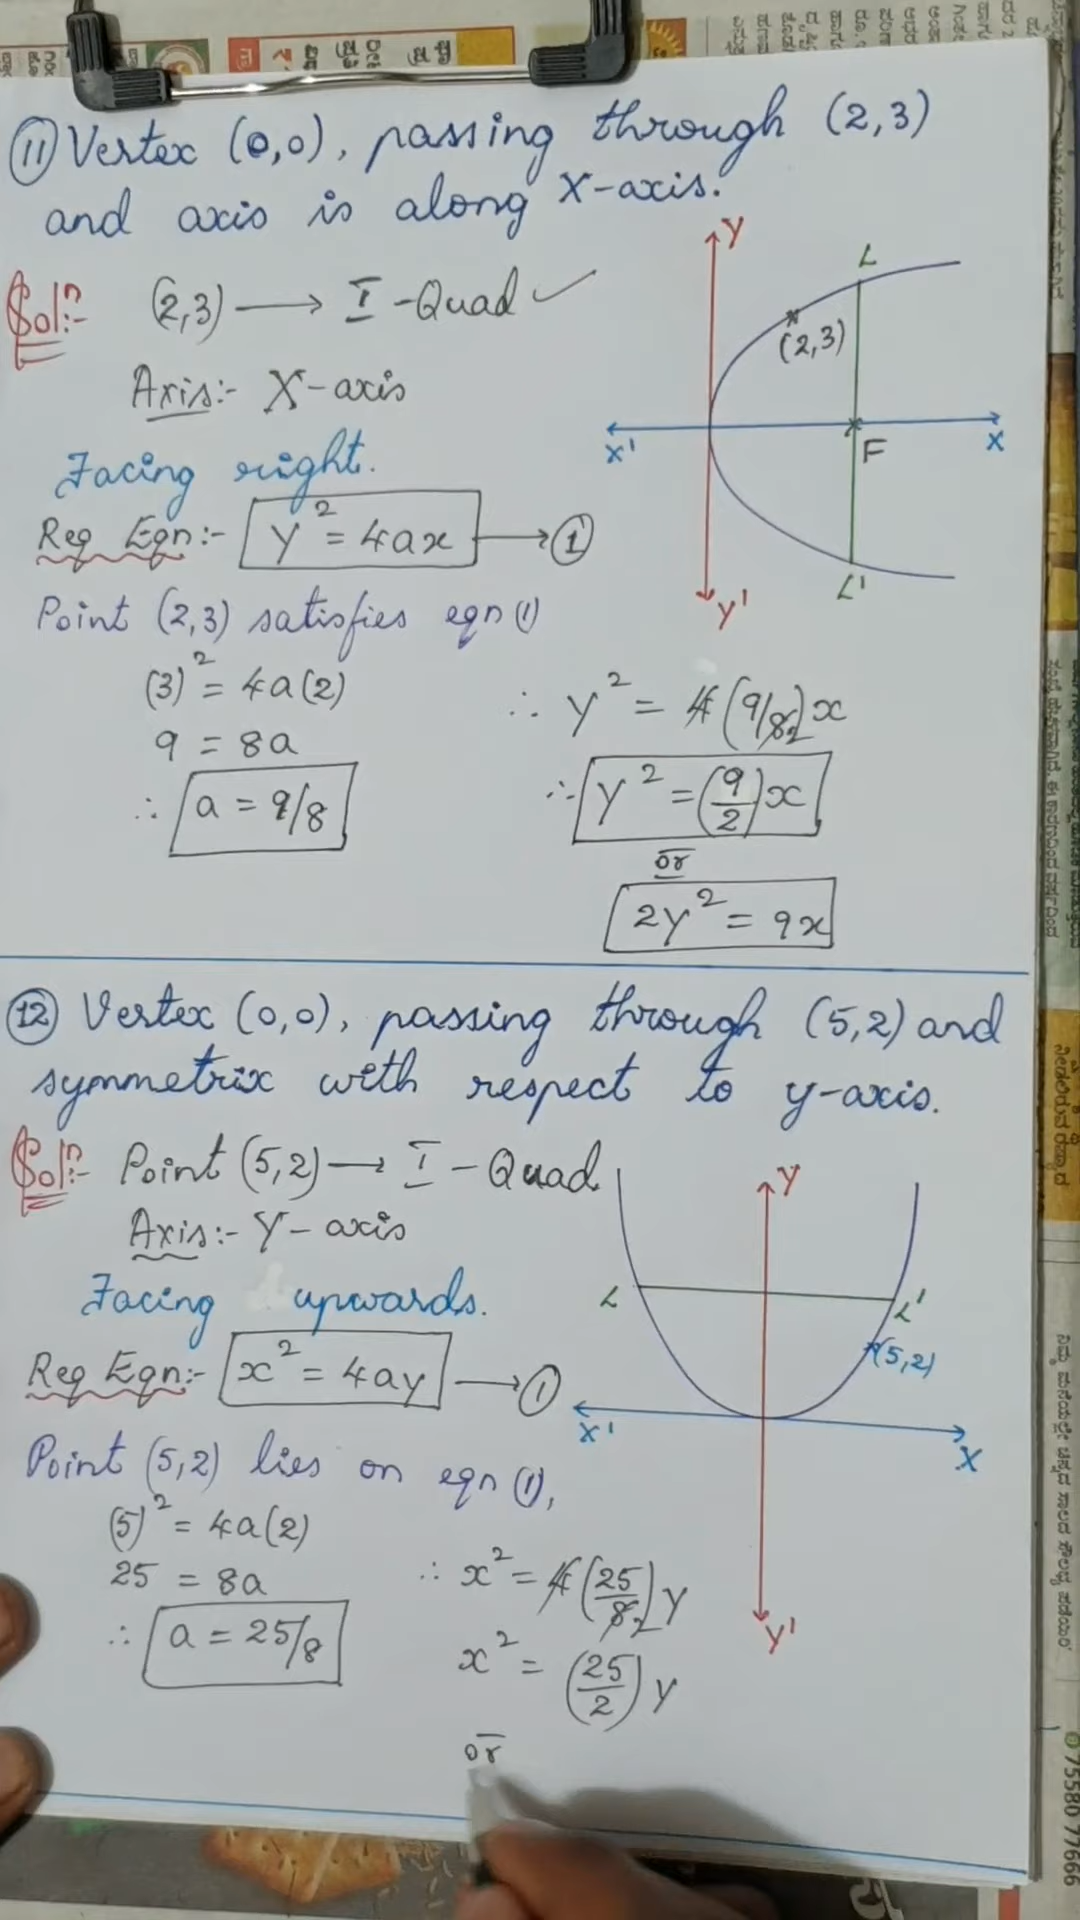 11 Vertex (0,0), passing through (2,3)
and axis is along X-axis.
Solⁿ:- (2,3) ⟶ I-Quad ✓
Axis:- X-axis
Facing right.
Req Eqn:- y² = 4ax ⟶ ①
Point (2,3) satisfies eqn (1)
(3)² = 4a(2)
9 = 8a
∴ a = 9/8
Y
L
(2,3)
X'
F
X
L'
Y'
∴ y² = 4(9/8 2)x
∴ y² = (9/2)x
or
2y² = 9x
12 Vertex (0,0), passing through (5,2) and
symmetrix with respect to y-axis.
Solⁿ:- Point (5,2) ⟶ I-Quad
Axis:- Y-axis
Facing upwards.
Req Eqn:- x² = 4ay ⟶ ①
Point (5,2) lies on eqn (1),
(5)² = 4a(2)
25 = 8a
∴ a = 25/8
Y
L
L'
(5,2)
X'
X
Y'
∴ x² = 4(25/8 2)y
x² = (25/2)y
or
75580 77666